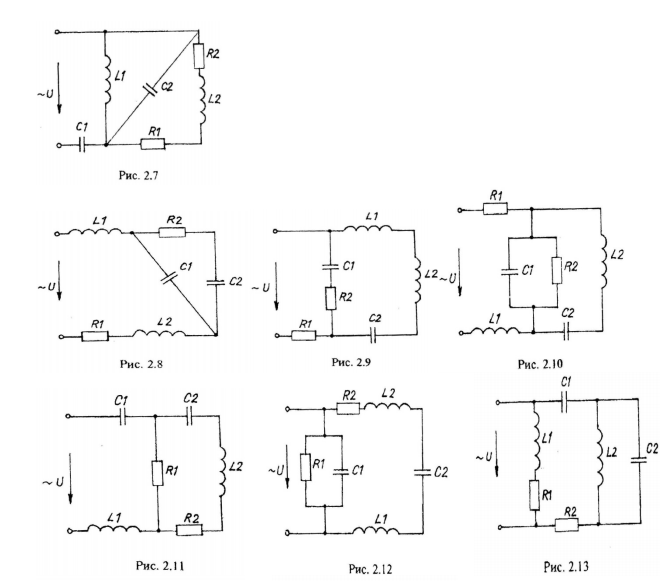 R2
L1
C2
~U
L2
C1
R1
Рис. 2.7
L1
R2
C1
C2
~U
R1
L2
Рис. 2.8
L1
C1
L2
~U
R2
R1
C2
Рис. 2.9
R1
L2
~U
C1
R2
L1
C2
Рис. 2.10
C1
C2
L2
~U
R1
L1
R2
Рис. 2.11
R2
L2
~U
R1
C1
C2
L1
Рис. 2.12
C1
L1
L2
C2
~U
R1
R2
Рис. 2.13